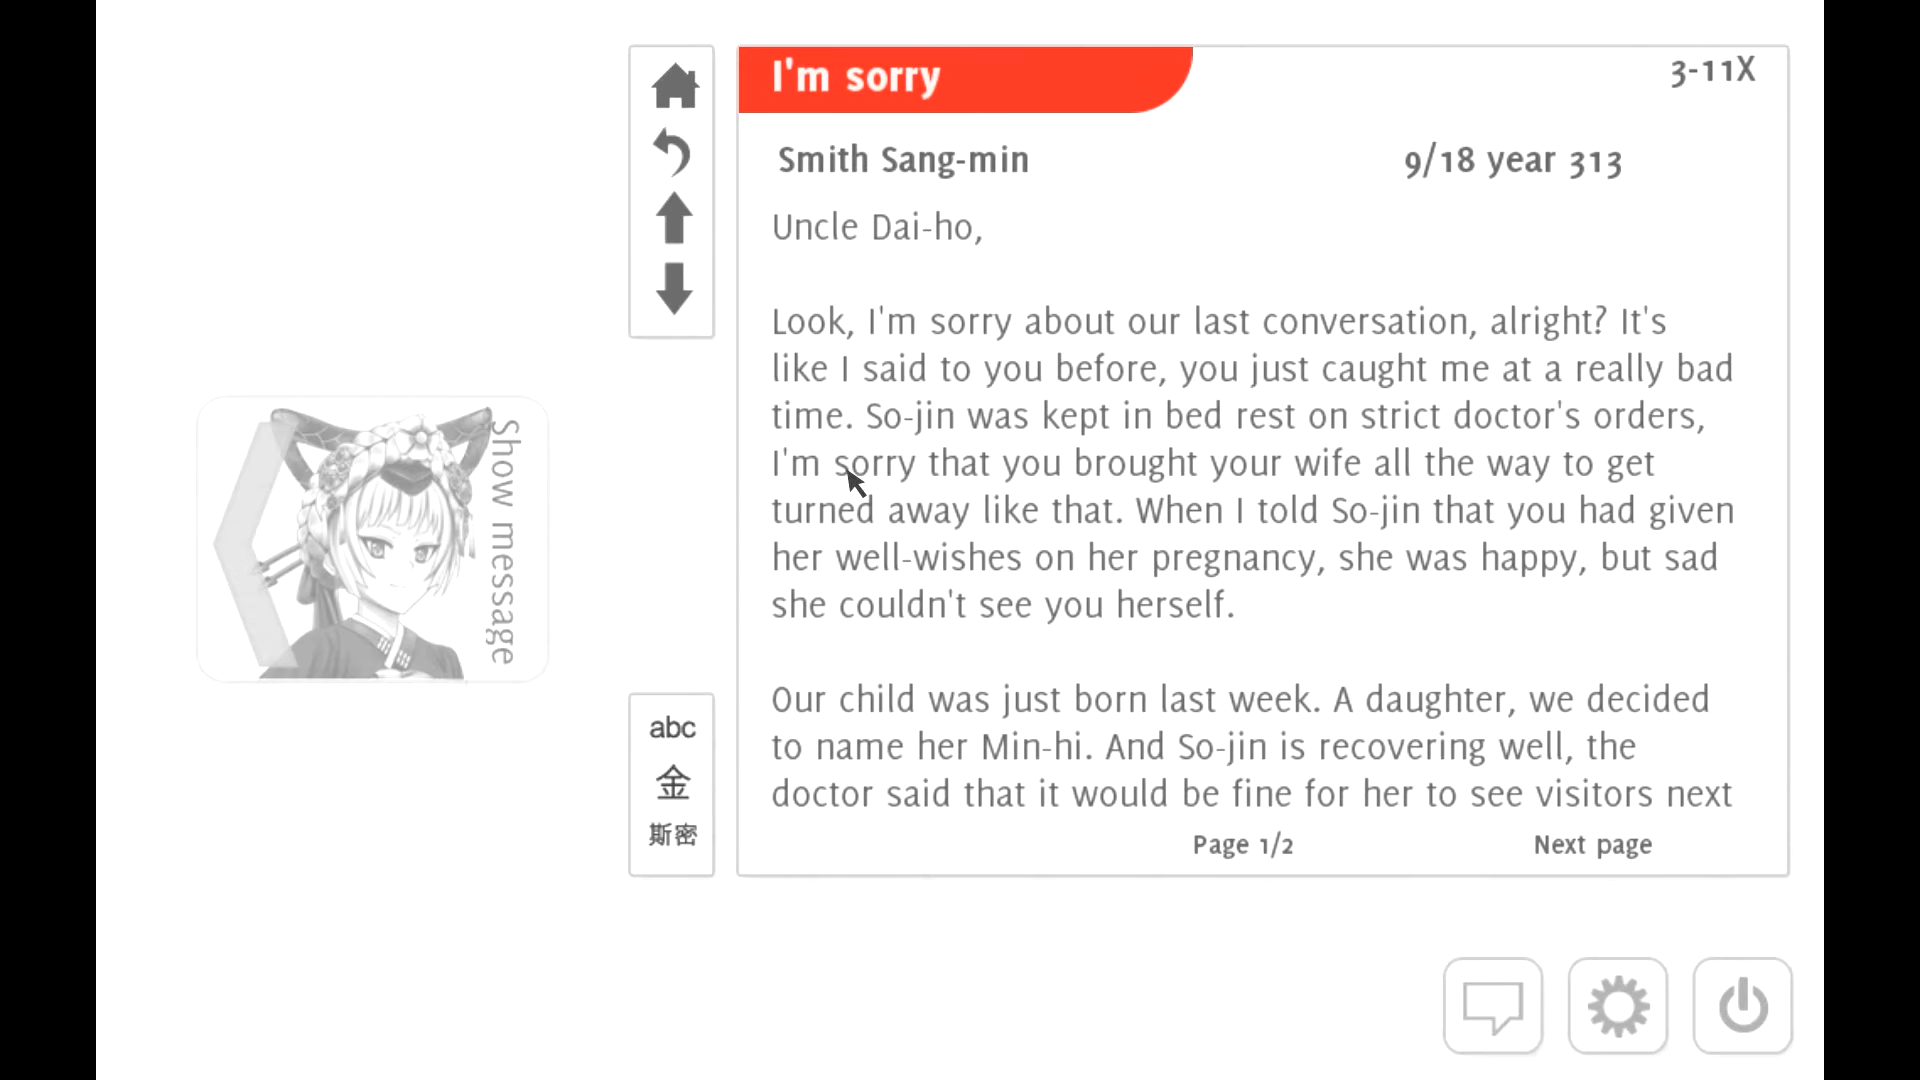 I'm sorry
3-11X
Smith Sang-min
9/18 year 313
Uncle Dai-ho,
Look, I'm sorry about our last conversation, alright? It's
like I said to you before, you just caught me at a really bad
time. So-jin was kept in bed rest on strict doctor's orders,
I'm sorry that you brought your wife all the way to get
turned away like that. When I told So-jin that you had given
her well-wishes on her pregnancy, she was happy, but sad
she couldn't see you herself.
Our child was just born last week. A daughter, we decided
to name her Min-hi. And So-jin is recovering well, the
doctor said that it would be fine for her to see visitors next
Page 1/2
Next page
Show message
abc
金
斯密